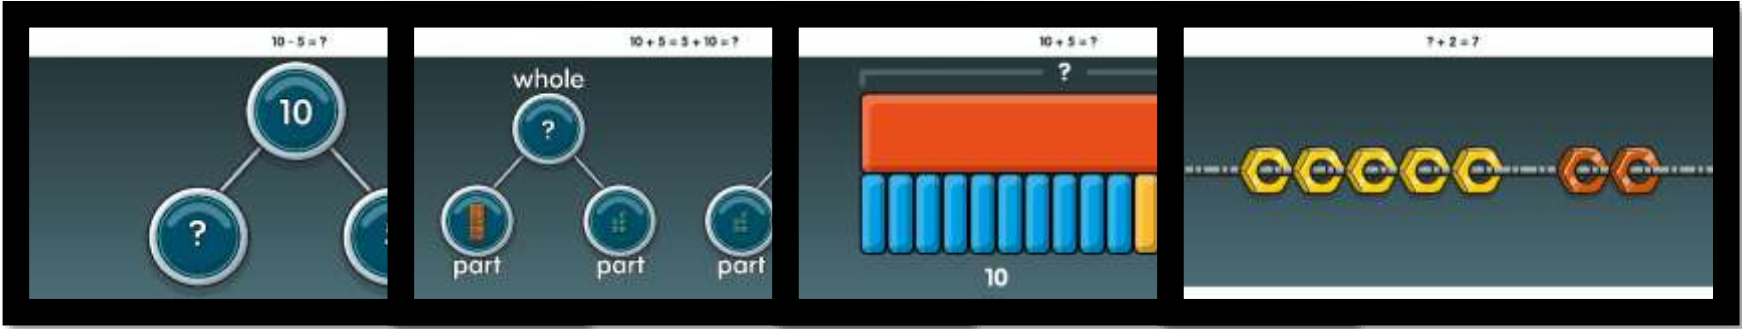 10 - 5 = ?
10
?
10 + 5 = 5 + 10 = ?
whole
?
part
part
part
10 + 5 = ?
?
10
? + 2 = 7